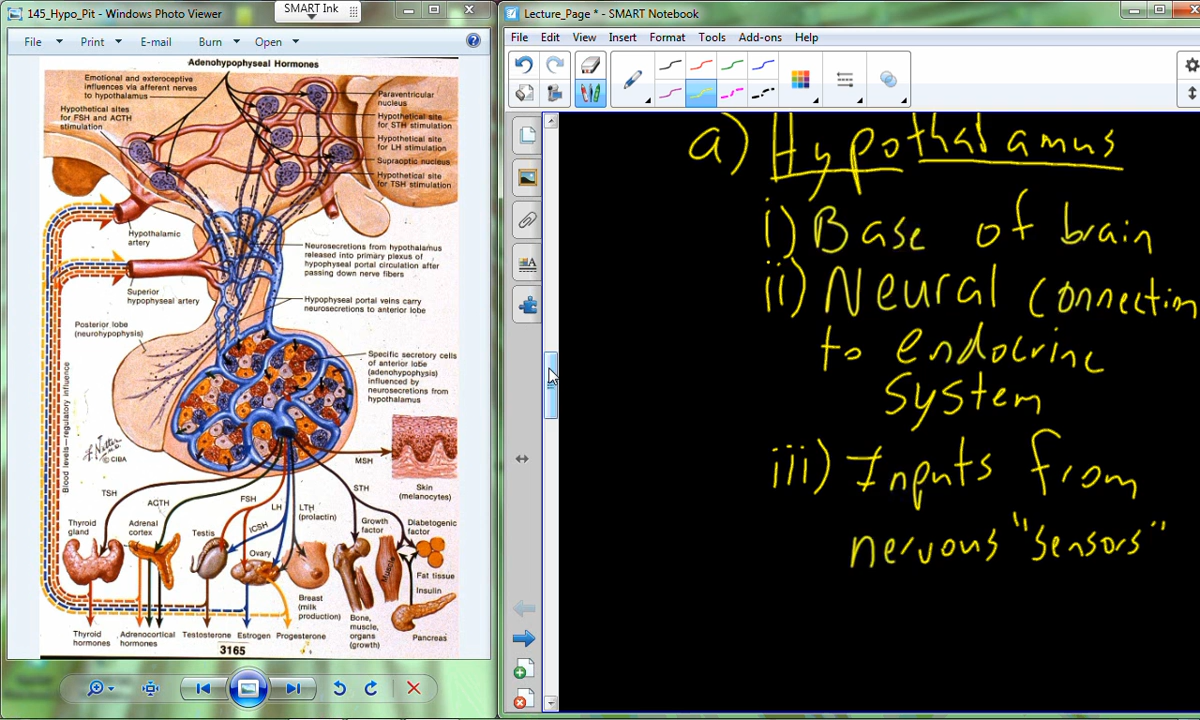 145_Hypo_Pit - Windows Photo Viewer
SMART Ink
File Print E-mail Burn Open
Adenohypophyseal Hormones
Emotional and exteroceptive
influences via afferent nerves
to hypothalamus
Hypothetical sites
for FSH and ACTH
stimulation
Paraventricular
nucleus
Hypothetical site
for STH stimulation
Hypothetical site
for LH stimulation
Supraoptic nucleus
Hypothetical site
for TSH stimulation
Hypothalamic
artery
Neurosecretions from hypothalamus
released into primary plexus of
hypophyseal portal circulation after
passing down nerve fibers
Superior
hypophyseal artery
Hypophyseal portal veins carry
neurosecretions to anterior lobe
Posterior lobe
(neurohypophysis)
Specific secretory cells
of anterior lobe
(adenohypophysis)
influenced by
neurosecretions from
hypothalamus
Blood levels—regulatory influence
F. Netter
M.D.
© CIBA
MSH
Skin
(melanocytes)
TSH
ACTH
FSH
LH
ICSH
LTH
(prolactin)
STH
Thyroid
gland
Adrenal
cortex
Testis
Ovary
Breast
(milk
production)
Growth
factor
Diabetogenic
factor
Muscle
Fat tissue
Insulin
Bone,
muscle,
organs
(growth)
Pancreas
Thyroid
hormones
Adrenocortical
hormones
Testosterone
Estrogen
Progesterone
3165
Lecture_Page * - SMART Notebook
File Edit View Insert Format Tools Add-ons Help
a) Hypothalamus
i) Base of brain
ii) Neural connection
to endocrine
system
iii) Inputs from
nervous "sensors"